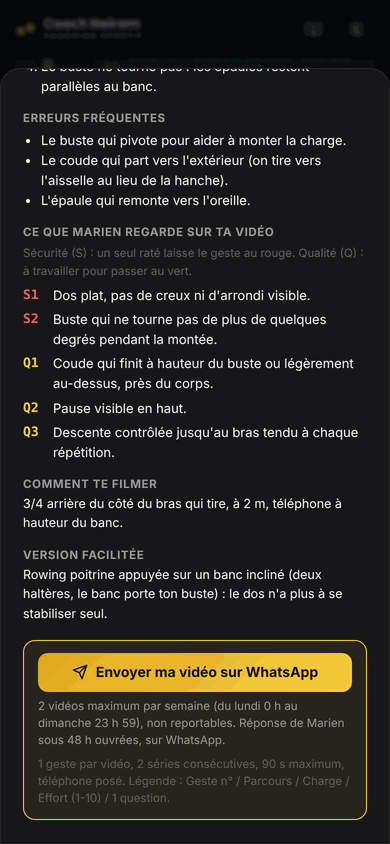 4. Le buste ne tourne pas : les épaules restent
parallèles au banc.
ERREURS FRÉQUENTES
• Le buste qui pivote pour aider à monter la charge.
• Le coude qui part vers l'extérieur (on tire vers
l'aisselle au lieu de la hanche).
• L'épaule qui remonte vers l'oreille.
CE QUE MARIEN REGARDE SUR TA VIDÉO
Sécurité (S) : un seul raté laisse le geste au rouge. Qualité (Q) :
à travailler pour passer au vert.
S1 Dos plat, pas de creux ni d'arrondi visible.
S2 Buste qui ne tourne pas de plus de quelques
degrés pendant la montée.
Q1 Coude qui finit à hauteur du buste ou légèrement
au-dessus, près du corps.
Q2 Pause visible en haut.
Q3 Descente contrôlée jusqu'au bras tendu à chaque
répétition.
COMMENT TE FILMER
3/4 arrière du côté du bras qui tire, à 2 m, téléphone à
hauteur du banc.
VERSION FACILITÉE
Rowing poitrine appuyée sur un banc incliné (deux
haltères, le banc porte ton buste) : le dos n'a plus à se
stabiliser seul.
Envoyer ma vidéo sur WhatsApp
2 vidéos maximum par semaine (du lundi 0 h au
dimanche 23 h 59), non reportables. Réponse de Marien
sous 48 h ouvrées, sur WhatsApp.
1 geste par vidéo, 2 séries consécutives, 90 s maximum,
téléphone posé. Légende : Geste n° / Parcours / Charge /
Effort (1-10) / 1 question.